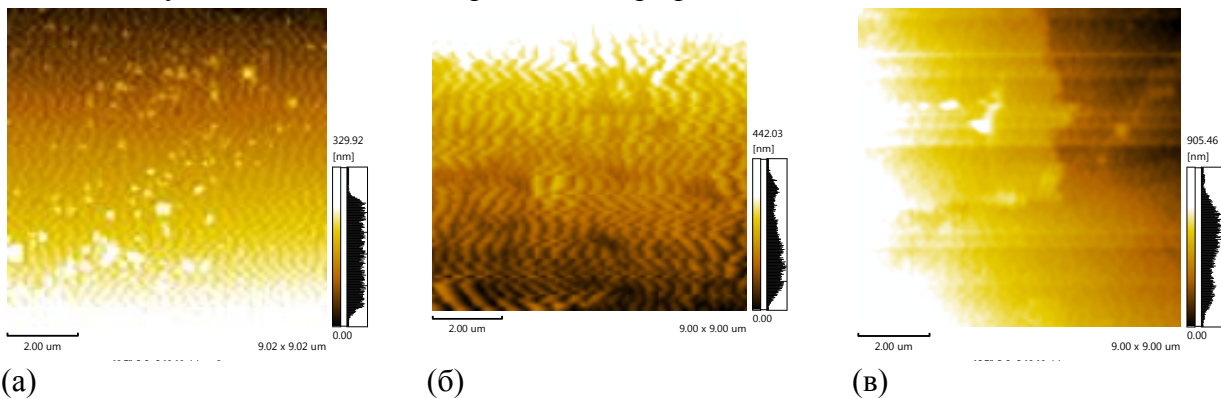 329.92
[nm]
0.00
2.00 um
9.02 x 9.02 um
(а)
442.03
[nm]
0.00
2.00 um
9.00 x 9.00 um
(б)
905.46
[nm]
0.00
2.00 um
9.00 x 9.00 um
(в)